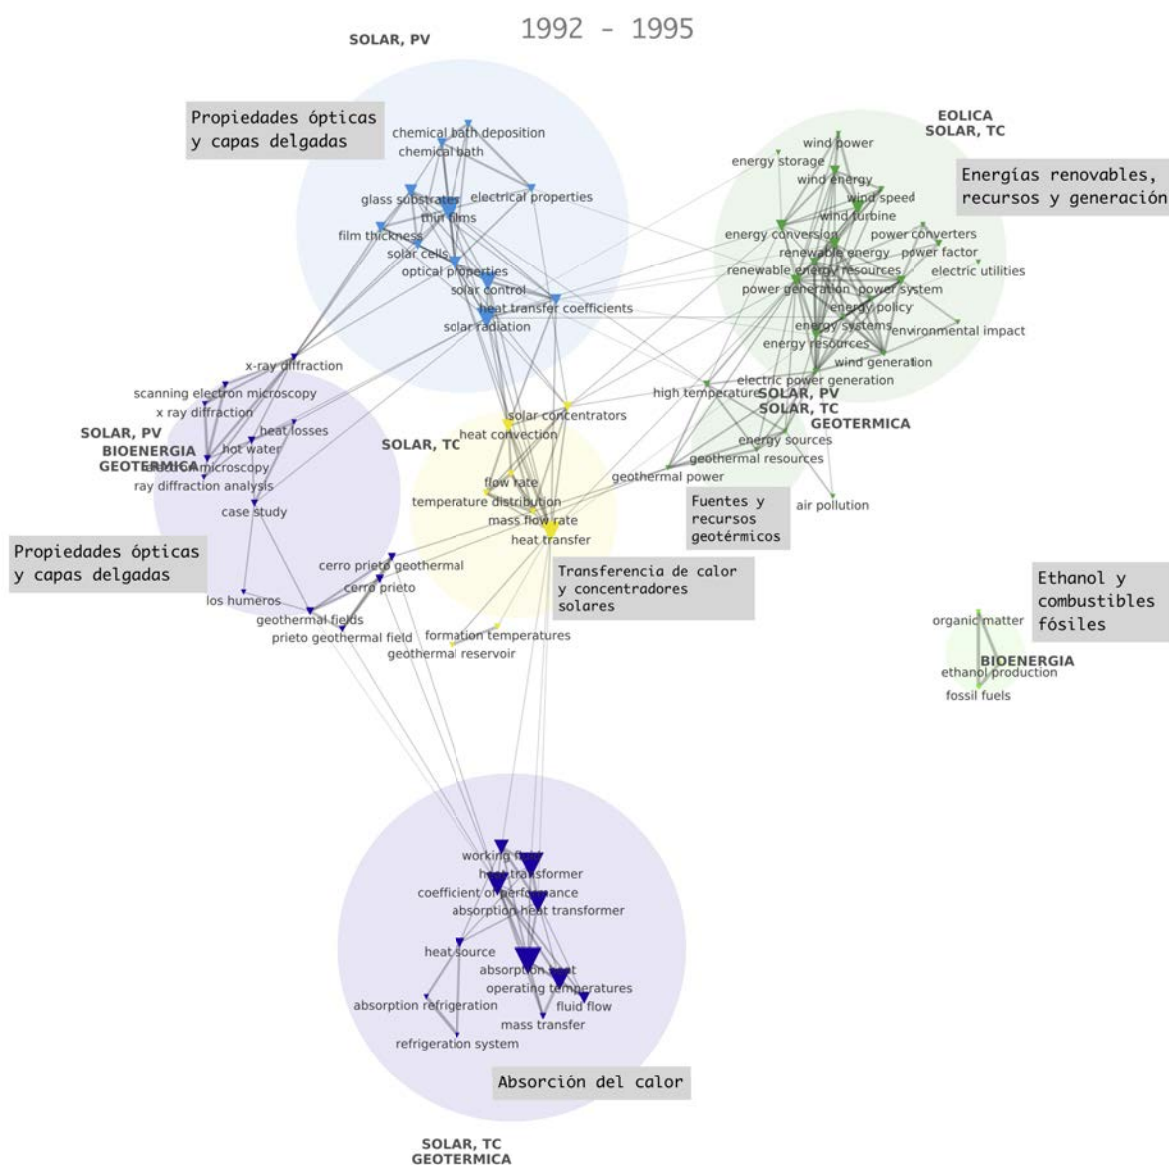 1992 - 1995
SOLAR, PV
Propiedades ópticas
y capas delgadas
chemical bath deposition
chemical bath
glass substrates
electrical properties
thin films
film thickness
solar cells
optical properties
solar control
heat transfer coefficients
solar radiation
EOLICA
SOLAR, TC
Energías renovables,
recursos y generación
wind power
energy storage
wind energy
wind speed
wind turbine
energy conversion
power converters
renewable energy
power factor
renewable energy resources
electric utilities
power generation
power system
energy policy
energy systems
environmental impact
energy resources
wind generation
electric power generation
high temperature
SOLAR, PV
SOLAR, TC
GEOTERMICA
energy sources
geothermal resources
geothermal power
Fuentes y
recursos
geotérmicos
air pollution
x-ray diffraction
scanning electron microscopy
x ray diffraction
heat losses
SOLAR, PV
BIOENERGIA
GEOTERMICA
hot water
electron microscopy
ray diffraction analysis
case study
Propiedades ópticas
y capas delgadas
cerro prieto geothermal
cerro prieto
los humeros
geothermal fields
prieto geothermal field
SOLAR, TC
solar concentrators
heat convection
flow rate
temperature distribution
mass flow rate
heat transfer
Transferencia de calor
y concentradores
solares
formation temperatures
geothermal reservoir
Ethanol y
combustibles
fósiles
organic matter
BIOENERGIA
ethanol production
fossil fuels
working fluid
heat transformer
coefficient of performance
absorption heat transformer
heat source
absorption heat
operating temperatures
absorption refrigeration
fluid flow
mass transfer
refrigeration system
Absorción del calor
SOLAR, TC
GEOTERMICA